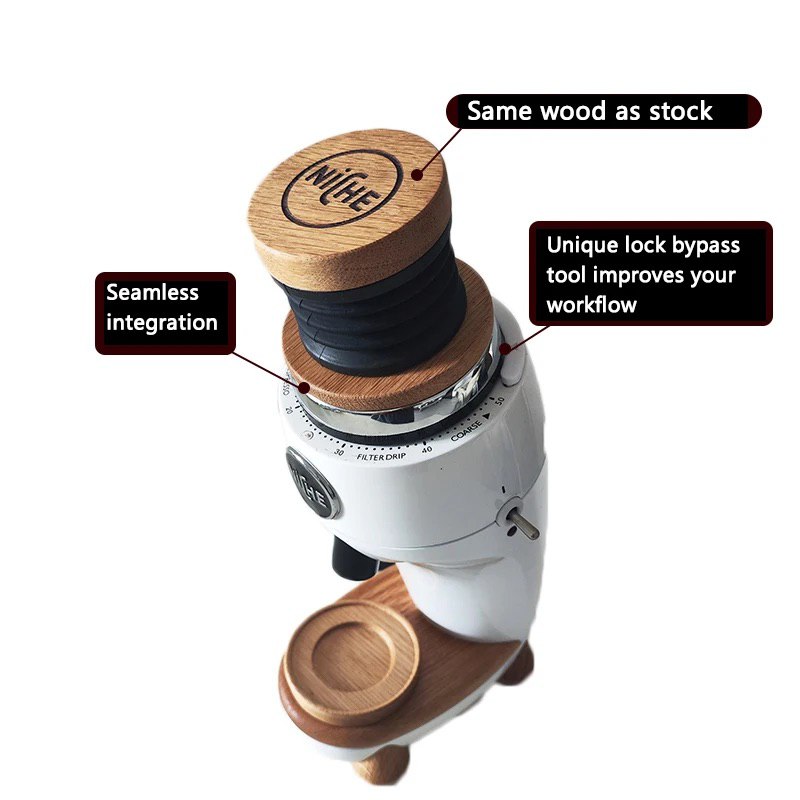 Same wood as stock
NICHE
Unique lock bypass
tool improves your
workflow
Seamless
integration
20
30
FILTER DRIP
40
COARSE
50
NICHE